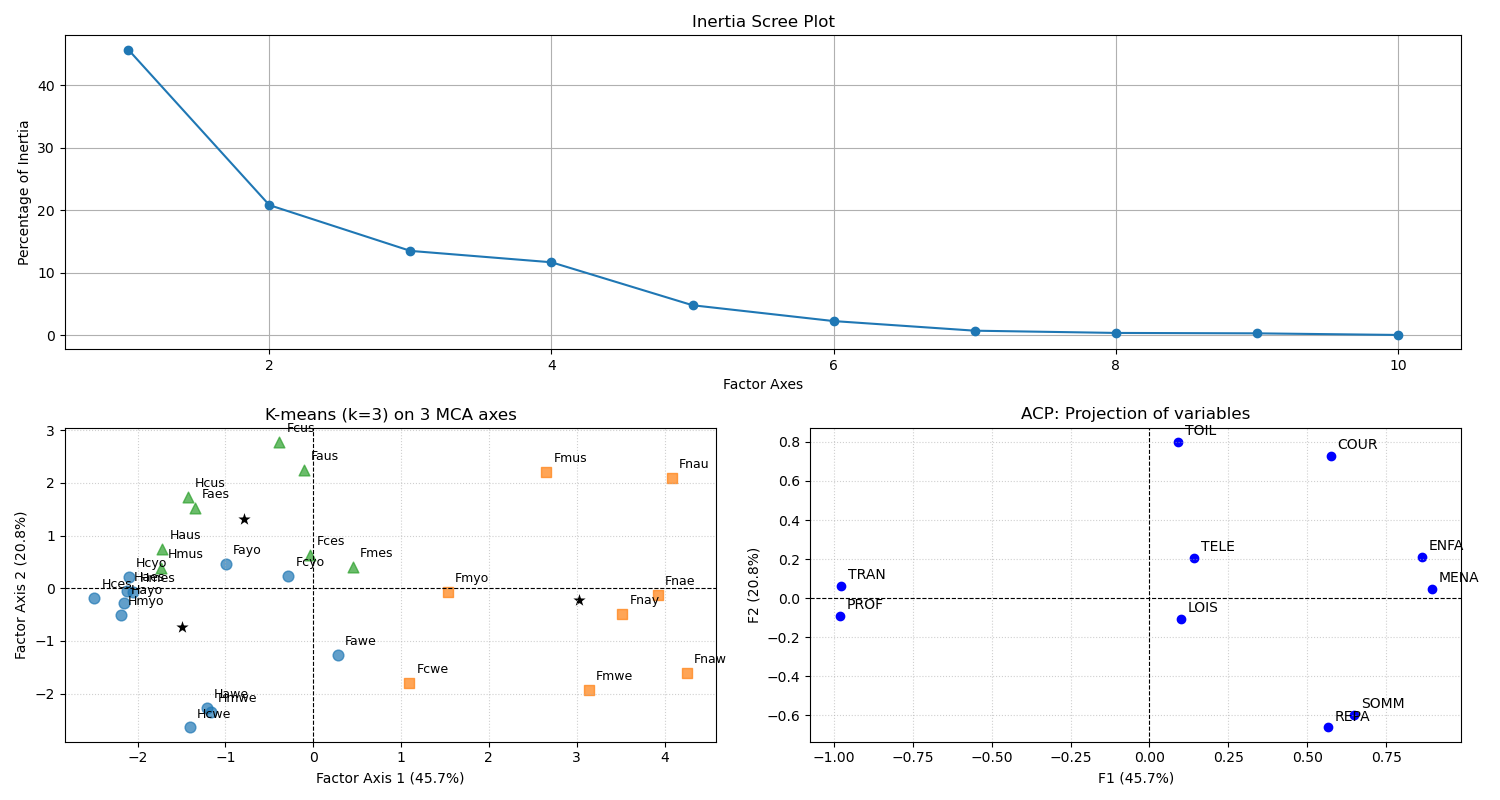 Inertia Scree Plot
Percentage of Inertia
40
30
20
10
0
2
4
6
8
10
Factor Axes
K-means (k=3) on 3 MCA axes
Factor Axis 2 (20.8%)
3
2
1
0
−1
−2
Fcus
Faus
Fmus
Fnau
Hcus
Faes
Haus
Hmus
Fayo
Fces
Fcyo
Fmes
Hcyo
Haes
Hmes
Hces
Hayo
Hmyo
Fmyo
Fnae
Fnay
Fawe
Fcwe
Fmwe
Fnaw
Hawe
Hmwe
Hcwe
−2
−1
0
1
2
3
4
Factor Axis 1 (45.7%)
ACP: Projection of variables
F2 (20.8%)
0.8
0.6
0.4
0.2
0.0
−0.2
−0.4
−0.6
TOIL
COUR
TELE
ENFA
TRAN
MENA
PROF
LOIS
SOMM
REPA
−1.00
−0.75
−0.50
−0.25
0.00
0.25
0.50
0.75
F1 (45.7%)